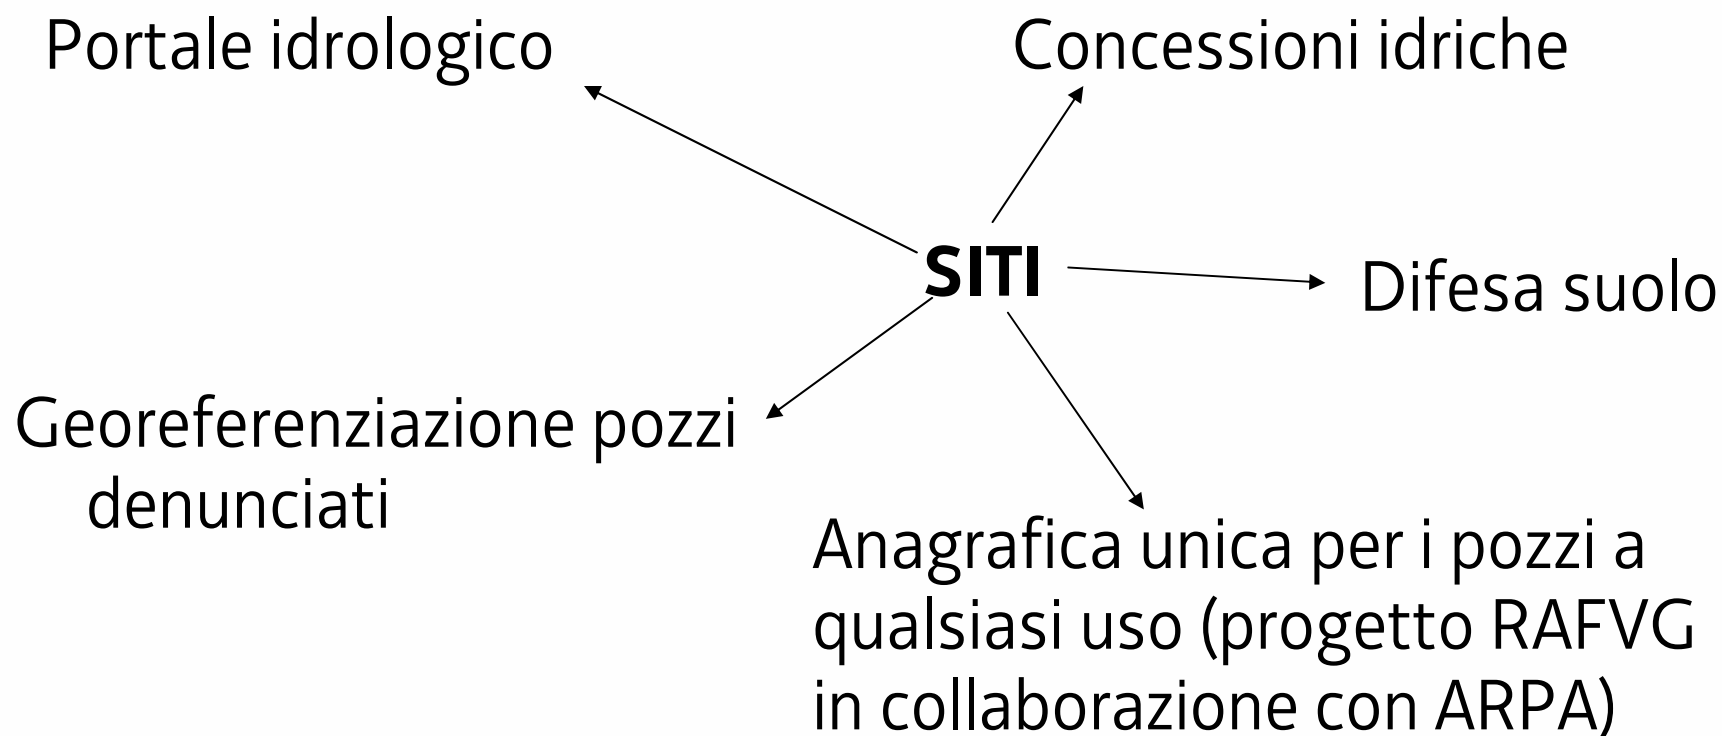 Portale idrologico
Concessioni idriche
SITI
Difesa suolo
Georeferenziazione pozzi
denunciati
Anagrafica unica per i pozzi a
qualsiasi uso (progetto RAFVG
in collaborazione con ARPA)